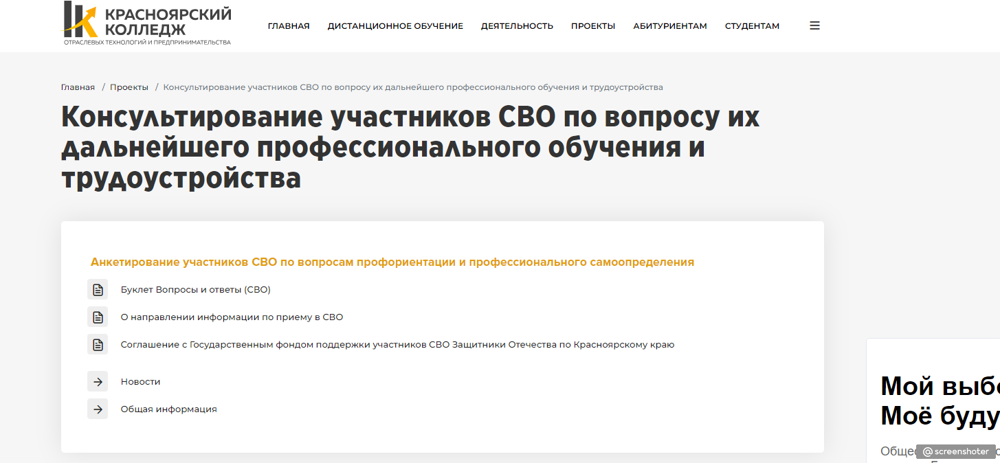 КРАСНОЯРСКИЙ
КОЛЛЕДЖ
ОТРАСЛЕВЫХ ТЕХНОЛОГИЙ И ПРЕДПРИНИМАТЕЛЬСТВА
ГЛАВНАЯ ДИСТАНЦИОННОЕ ОБУЧЕНИЕ ДЕЯТЕЛЬНОСТЬ ПРОЕКТЫ АБИТУРИЕНТАМ СТУДЕНТАМ
Главная / Проекты / Консультирование участников СВО по вопросу их дальнейшего профессионального обучения и трудоустройства
Консультирование участников СВО по вопросу их
дальнейшего профессионального обучения и
трудоустройства
Анкетирование участников СВО по вопросам профориентации и профессионального самоопределения
Буклет Вопросы и ответы (СВО)
О направлении информации по приему в СВО
Соглашение с Государственным фондом поддержки участников СВО Защитники Отечества по Красноярскому краю
Новости
Общая информация
Мой
Моё
@screenshoter